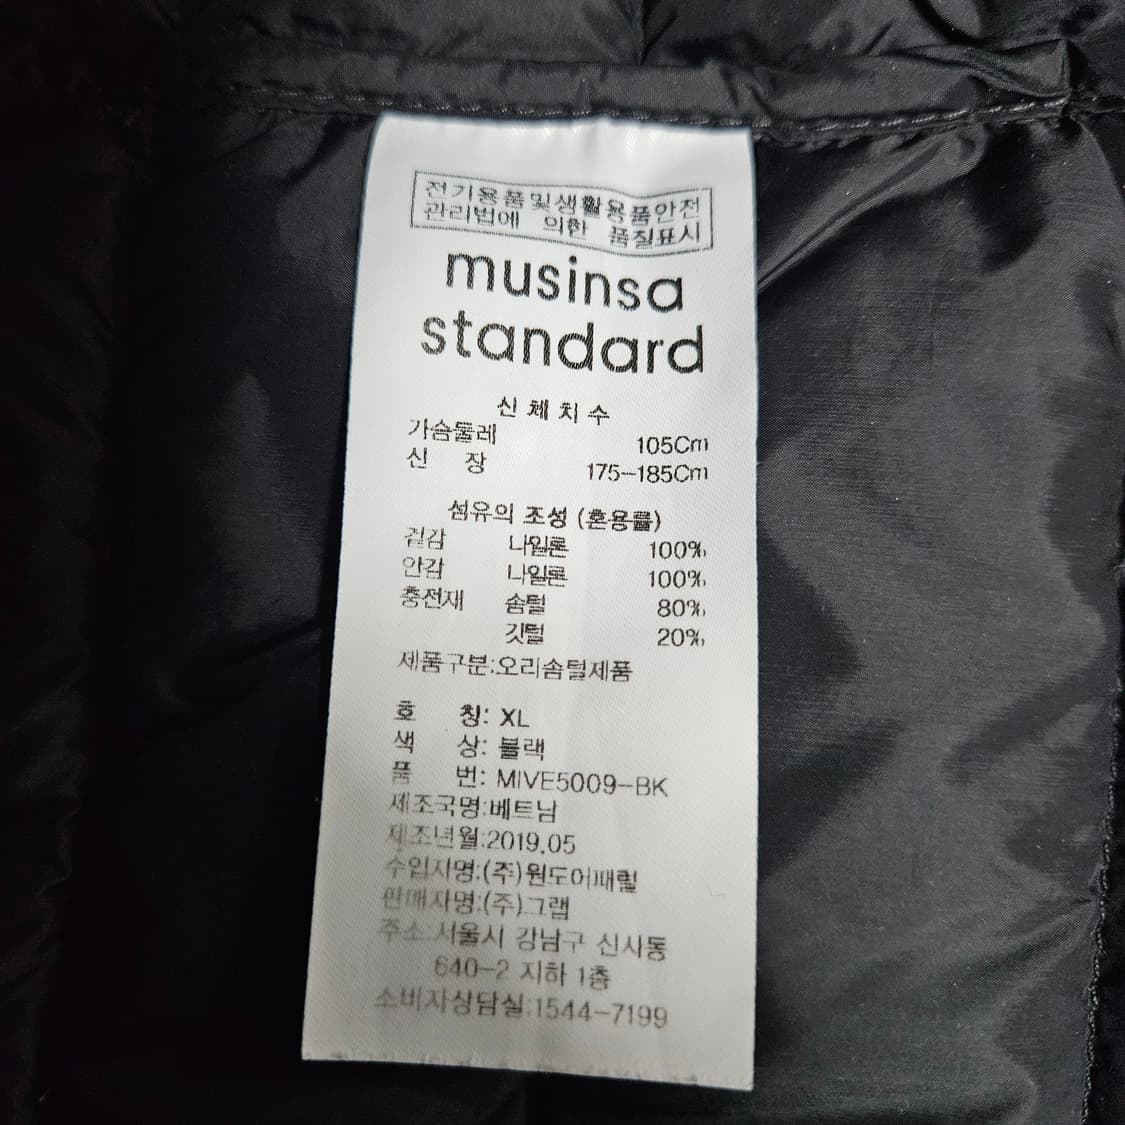 전기용품및생활용품안전
관리법에 의한 품질표시
musinsa
standard
신체치수
가슴둘레 105Cm
신 장 175-185Cm
섬유의 조성 (혼용률)
겉감 나일론 100%
안감 나일론 100%
충전재 솜털 80%
깃털 20%
제품구분:오리솜털제품
호 칭: XL
색 상: 블랙
품 번: MIVE5009-BK
제조국명:베트남
제조년월:2019.05
수입자명:(주)원도어패럴
판매자명:(주)그랩
주소:서울시 강남구 신사동
640-2 지하 1층
소비자상담실:1544-7199